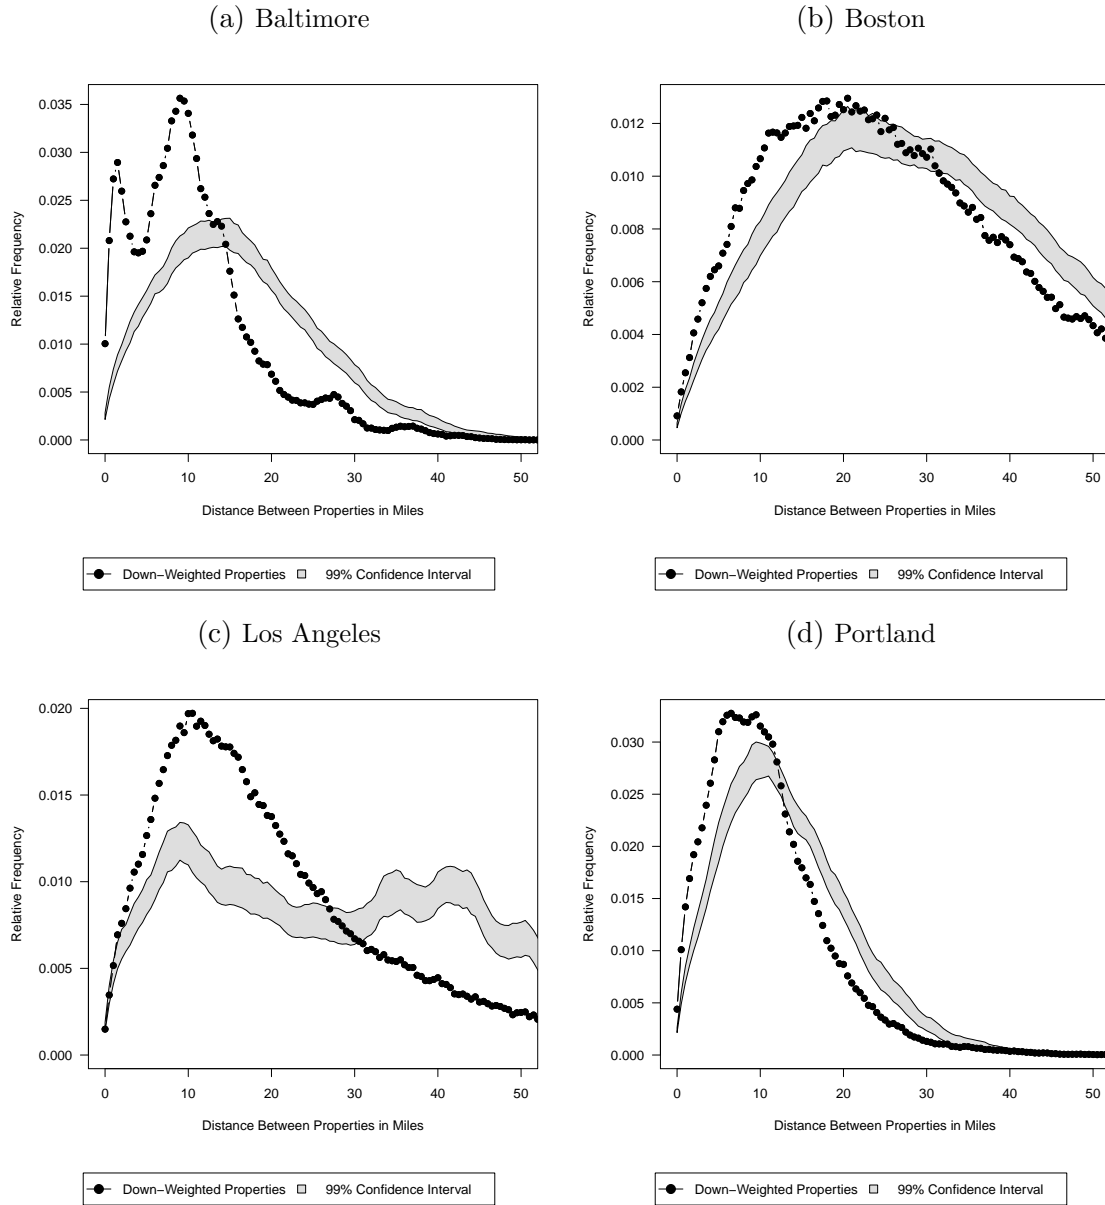 (a) Baltimore
(b) Boston
0.035
0.030
0.025
0.020
0.015
0.010
0.005
0.000
Relative Frequency
0 10 20 30 40 50
Distance Between Properties in Miles
Down−Weighted Properties 99% Confidence Interval
0.012
0.010
0.008
0.006
0.004
0.002
0.000
Relative Frequency
0 10 20 30 40 50
Distance Between Properties in Miles
Down−Weighted Properties 99% Confidence Interval
(c) Los Angeles
(d) Portland
0.020
0.015
0.010
0.005
0.000
Relative Frequency
0 10 20 30 40 50
Distance Between Properties in Miles
Down−Weighted Properties 99% Confidence Interval
0.030
0.025
0.020
0.015
0.010
0.005
0.000
Relative Frequency
0 10 20 30 40 50
Distance Between Properties in Miles
Down−Weighted Properties 99% Confidence Interval